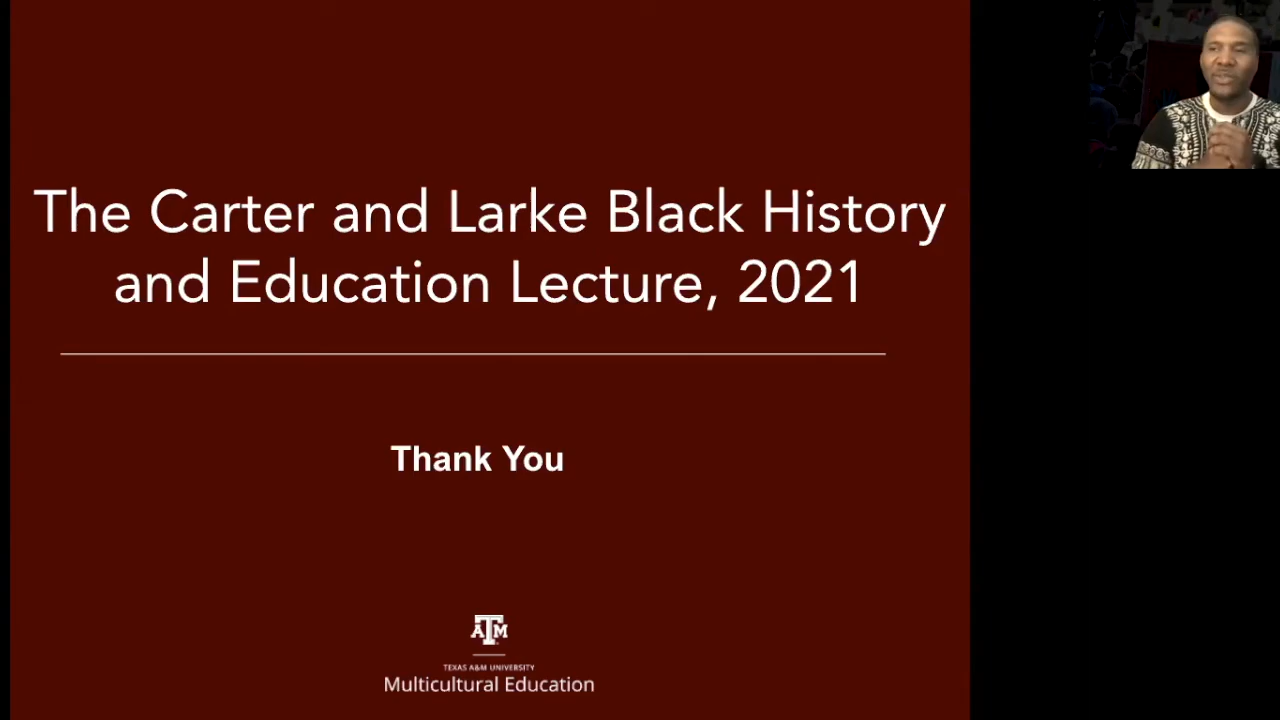 The Carter and Larke Black History
and Education Lecture, 2021
Thank You
ATM
TEXAS A&M UNIVERSITY
Multicultural Education